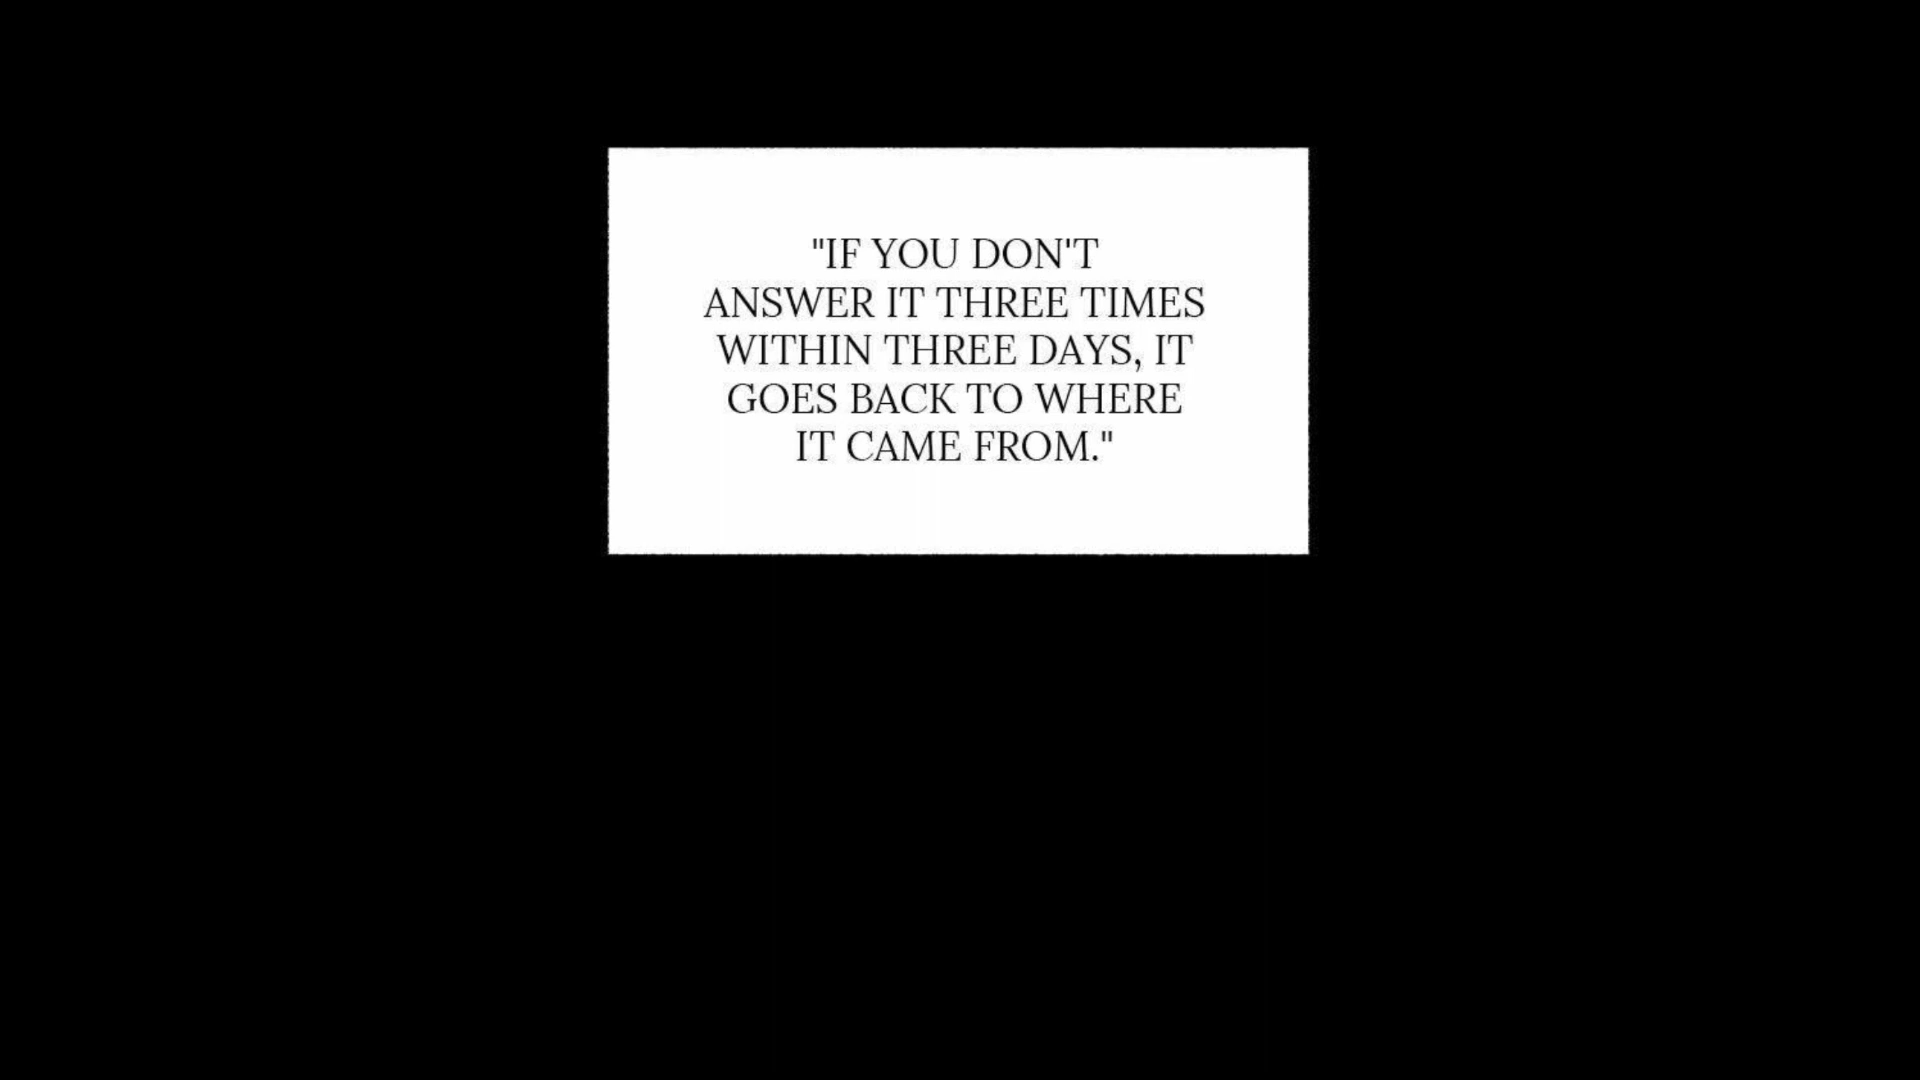 "IF YOU DON'T
ANSWER IT THREE TIMES
WITHIN THREE DAYS, IT
GOES BACK TO WHERE
IT CAME FROM."